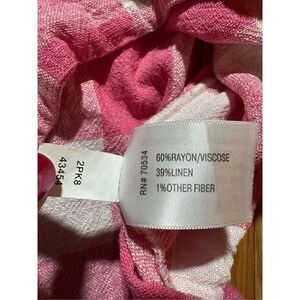 60%RAYON/VISCOSE
39%LINEN
1%OTHER FIBER
RN# 70534
2PK8
43454